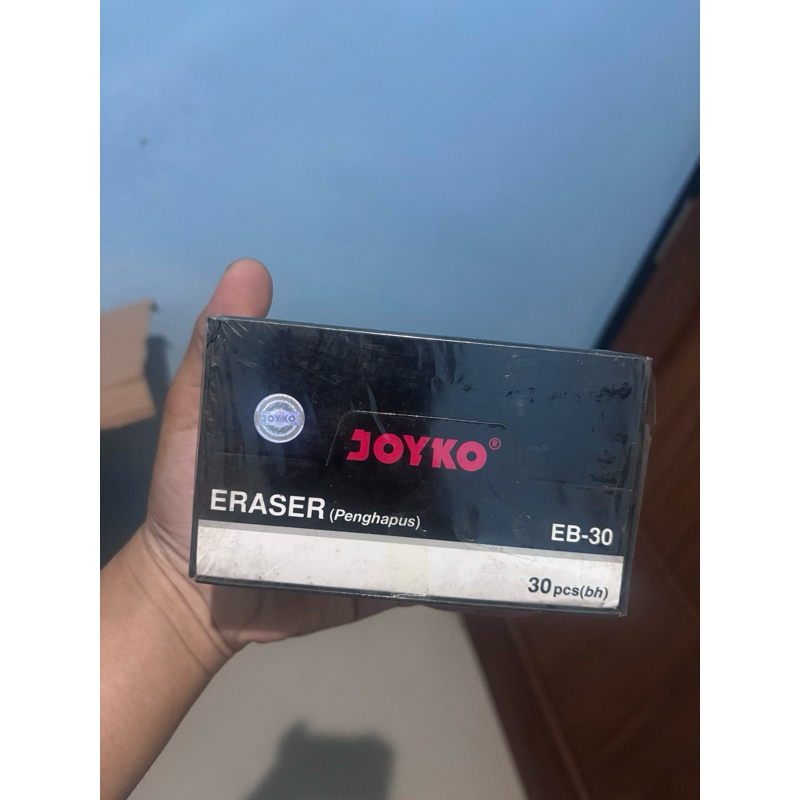 JOYKO
JOYKO®
ERASER (Penghapus)
EB-30
30 pcs(bh)